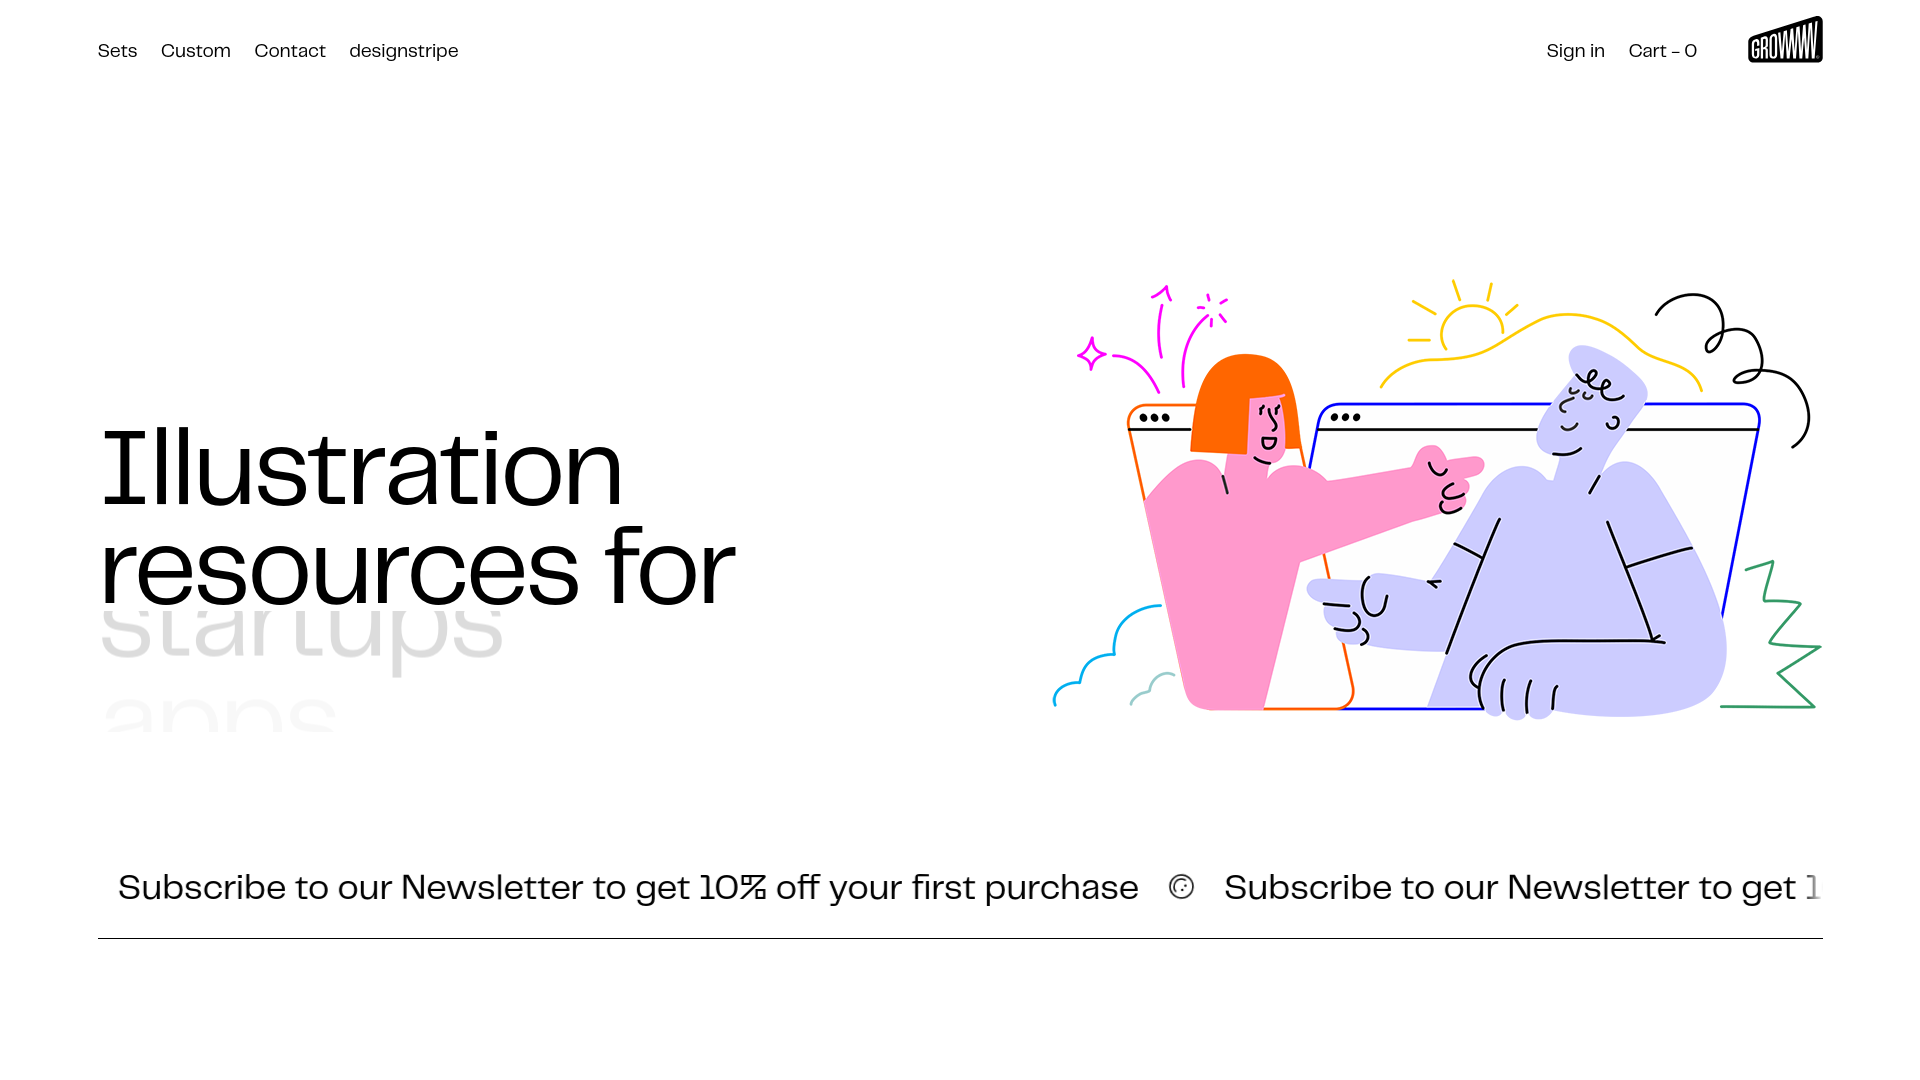 Sets Custom Contact designstripe Sign in Cart - 0 GROWWW
Illustration
resources for
startups
apps
Subscribe to our Newsletter to get 10% off your first purchase Subscribe to our Newsletter to get 1